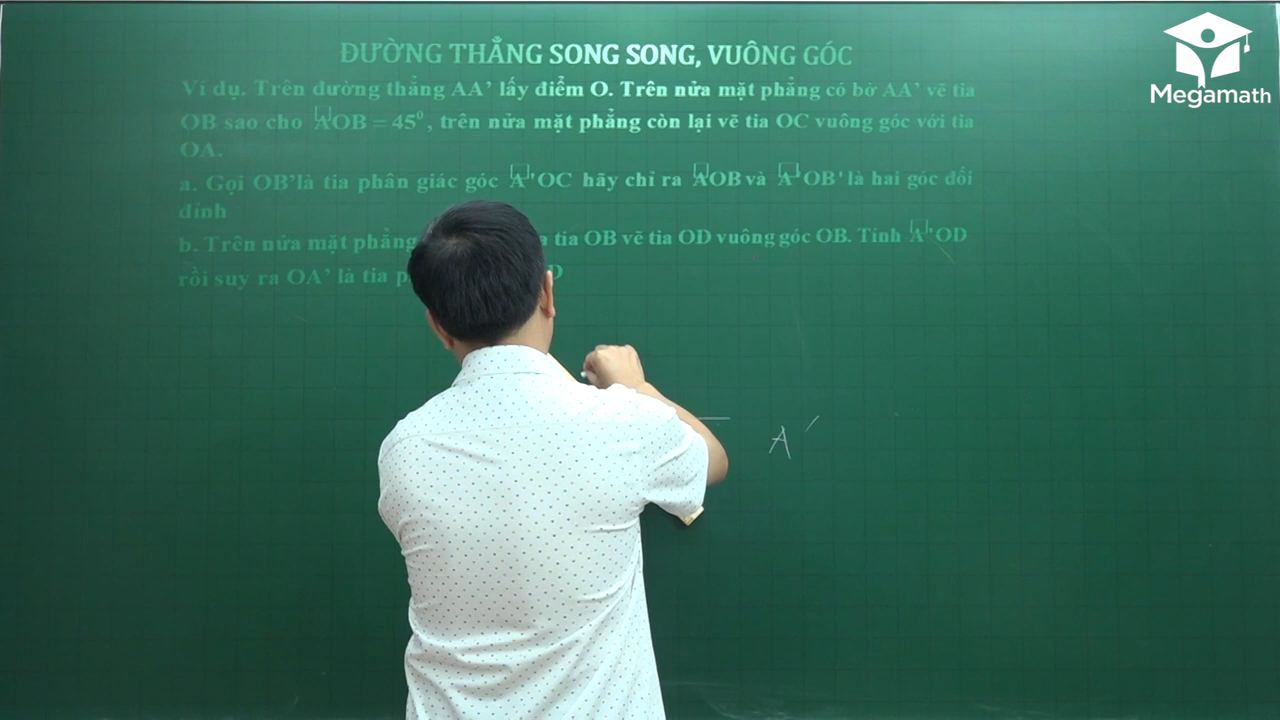 ĐƯỜNG THẲNG SONG SONG, VUÔNG GÓC
Ví dụ. Trên đường thẳng AA' lấy điểm O. Trên nửa mặt phẳng có bờ AA' vẽ tia
OB sao cho AOB = 45⁰, trên nửa mặt phẳng còn lại vẽ tia OC vuông góc với tia
OA.
a. Gọi OB'là tia phân giác góc A'OC hãy chỉ ra AOB và A'OB' là hai góc đối
đỉnh
b. Trên nửa mặt phẳng tia OB vẽ tia OD vuông góc OB. Tính A'OD
rồi suy ra OA' là tia
A'
Megamath